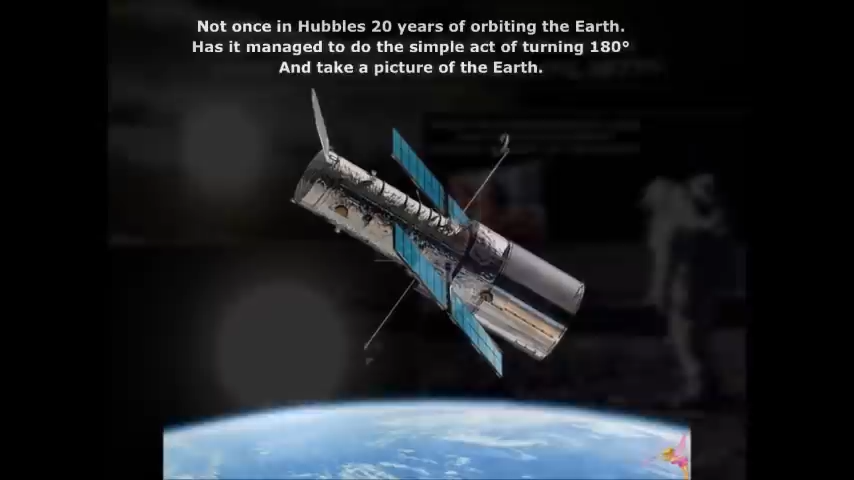 Not once in Hubbles 20 years of orbiting the Earth.
Has it managed to do the simple act of turning 180°
And take a picture of the Earth.